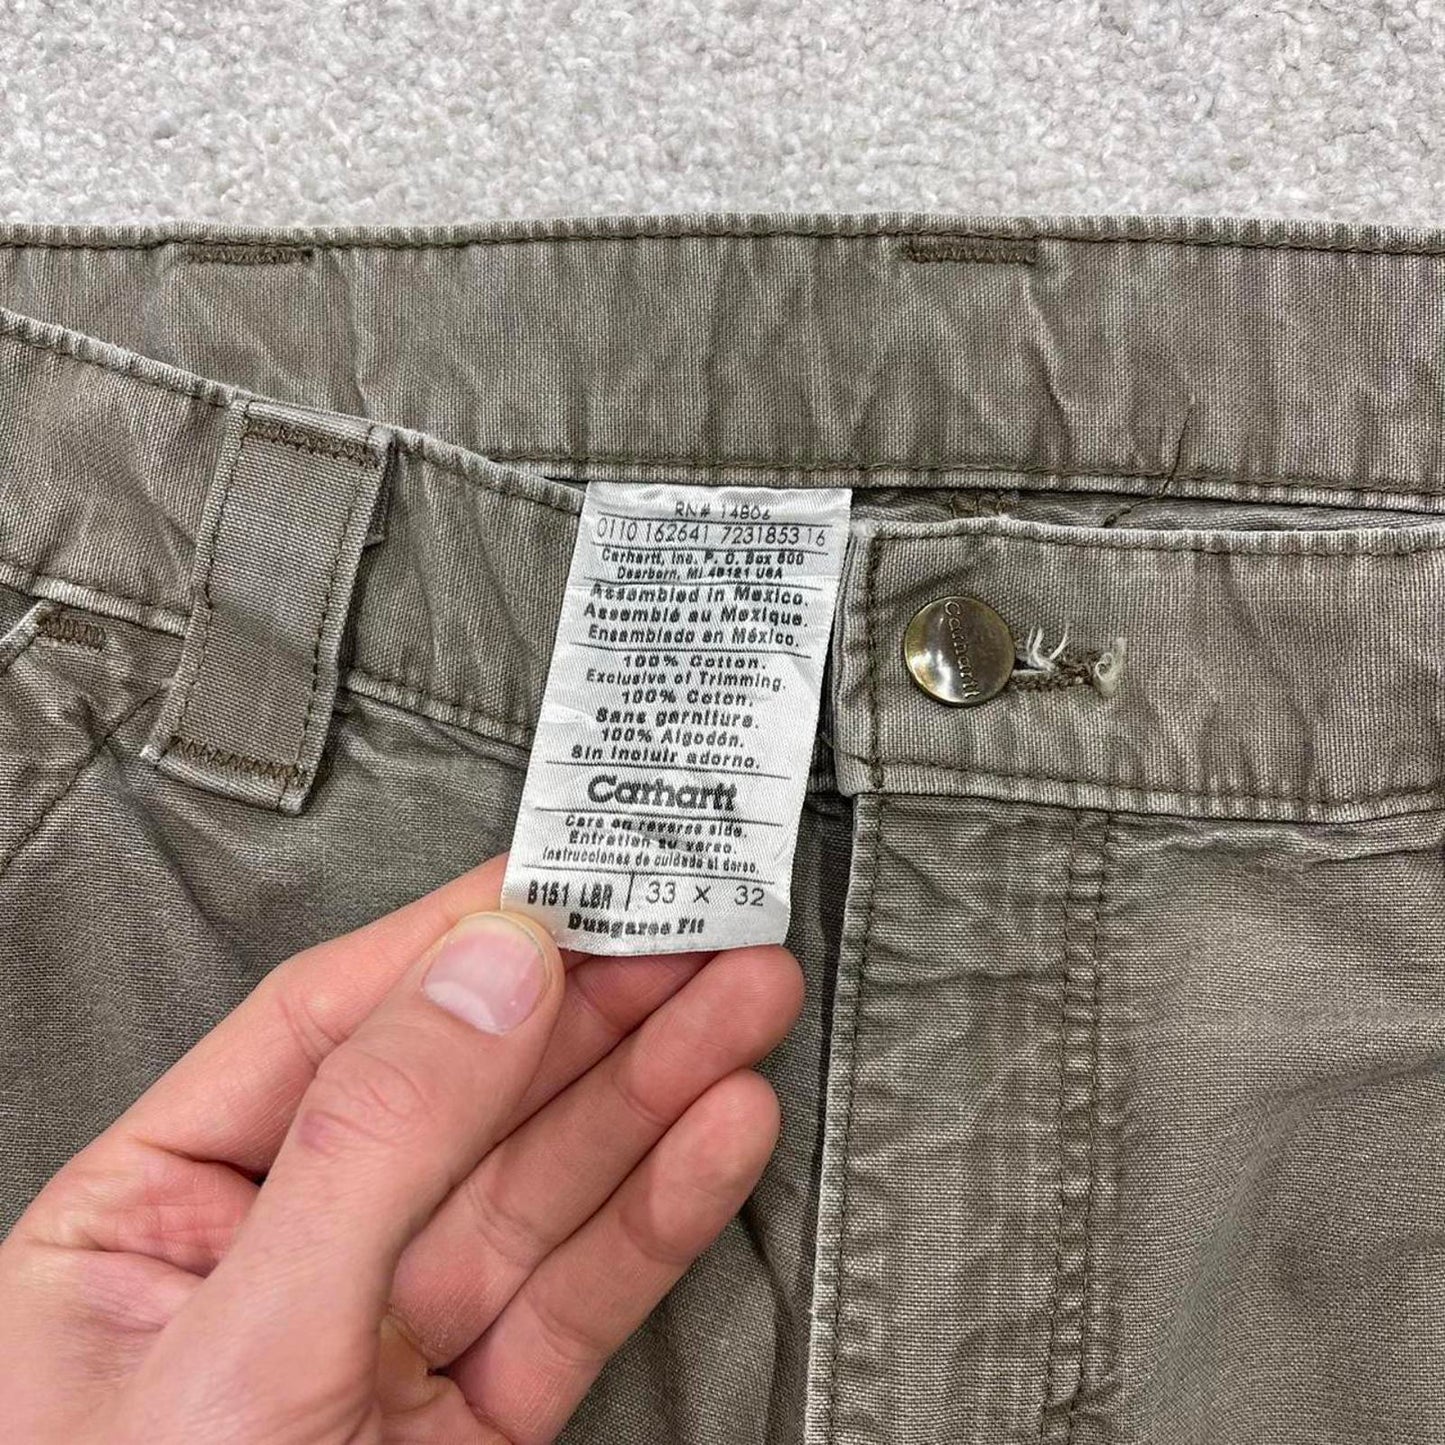 RN# 14806
0110 162641 72318531 6
Carhartt, Inc. P. O. Box 600
Dearborn, MI 48121 USA
Assembled in Mexico.
Assemblé au Mexique.
Ensamblado en México.
100% Cotton.
Exclusive of Trimming.
100% Coton.
Sans garniture.
100% Algodón.
Sin incluir adorno.
Carhartt
Care on reverse side.
Entretien au verso.
Instrucciones de cuidado al dorso.
B151 LBR | 33 X 32
Dungaree Fit
Carhartt